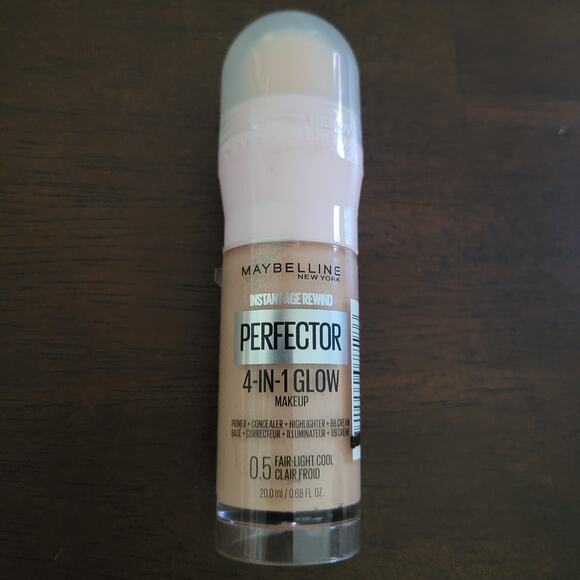 MAYBELLINE
NEW YORK
INSTANT AGE REWIND
PERFECTOR
4-IN-1 GLOW
MAKEUP
PRIMER + CONCEALER + HIGHLIGHTER + BB CREAM
BASE + CORRECTEUR + ILLUMINATEUR + BB CRÈME
0.5 FAIR-LIGHT COOL
CLAIR FROID
20.0 ml / 0.68 FL. OZ.